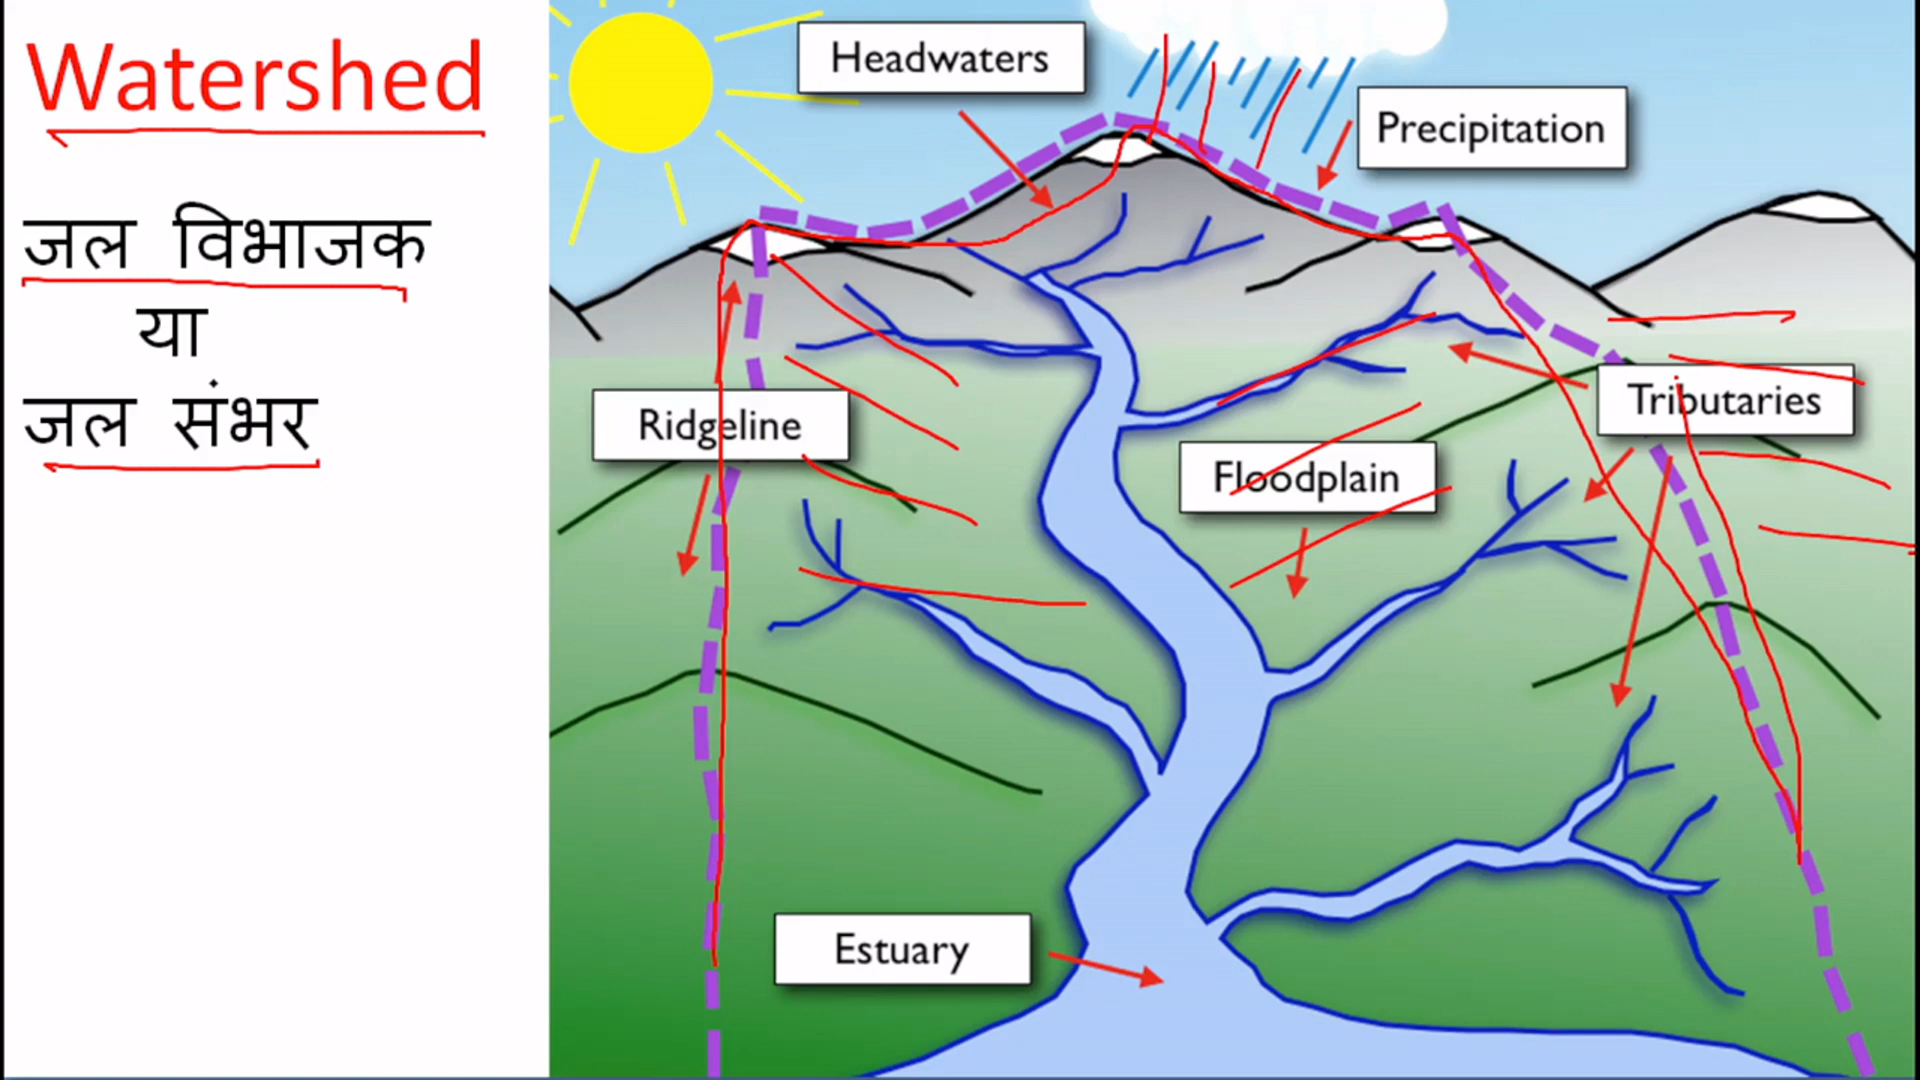 Watershed
जल विभाजक
या
जल संभर
Headwaters
Precipitation
Ridgeline
Tributaries
Floodplain
Estuary